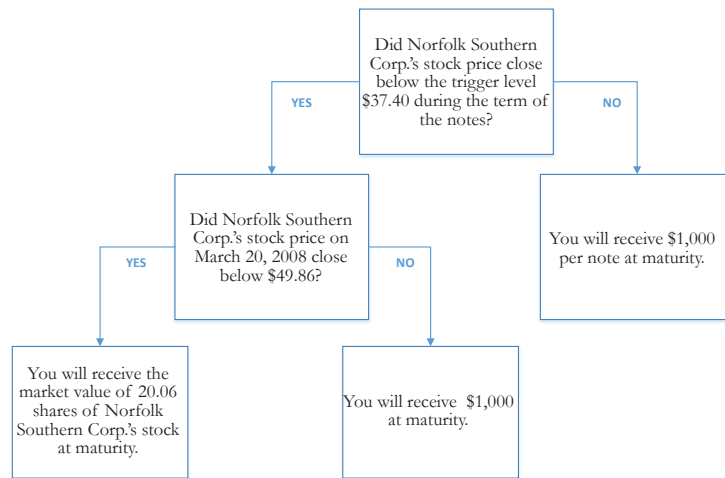 Did Norfolk Southern
Corp.'s stock price close
below the trigger level
$37.40 during the term of
the notes?
YES
NO
Did Norfolk Southern
Corp.'s stock price on
March 20, 2008 close
below $49.86?
You will receive $1,000
per note at maturity.
YES
NO
You will receive the
market value of 20.06
shares of Norfolk
Southern Corp.'s stock
at maturity.
You will receive $1,000
at maturity.